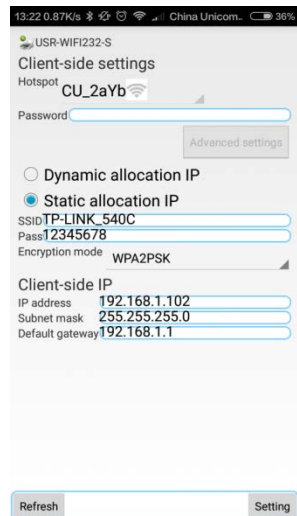 13:22 0.87K/s China Unicom.. 36%
USR-WIFI232-S
Client-side settings
Hotspot CU_2aYb
Password
Advanced settings
Dynamic allocation IP
Static allocation IP
SSID TP-LINK_540C
Pass 12345678
Encryption mode WPA2PSK
Client-side IP
IP address 192.168.1.102
Subnet mask 255.255.255.0
Default gateway 192.168.1.1
Refresh Setting